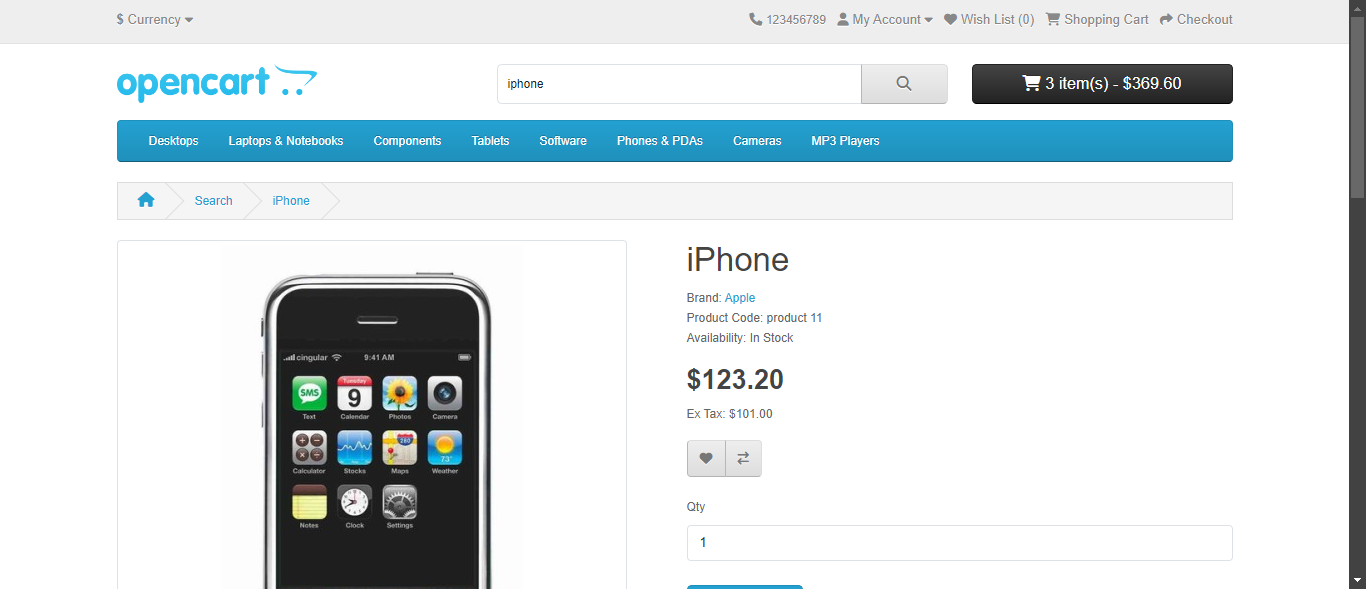 $ Currency
123456789 My Account Wish List (0) Shopping Cart Checkout
opencart
iphone
3 item(s) - $369.60
Desktops Laptops & Notebooks Components Tablets Software Phones & PDAs Cameras MP3 Players
Search iPhone
cingular 9:41 AM
SMS Tuesday 9 280 73°
Text Calendar Photos Camera
Calculator Stocks Maps Weather
Notes Clock Settings
iPhone
Brand: Apple
Product Code: product 11
Availability: In Stock
$123.20
Ex Tax: $101.00
Qty
1